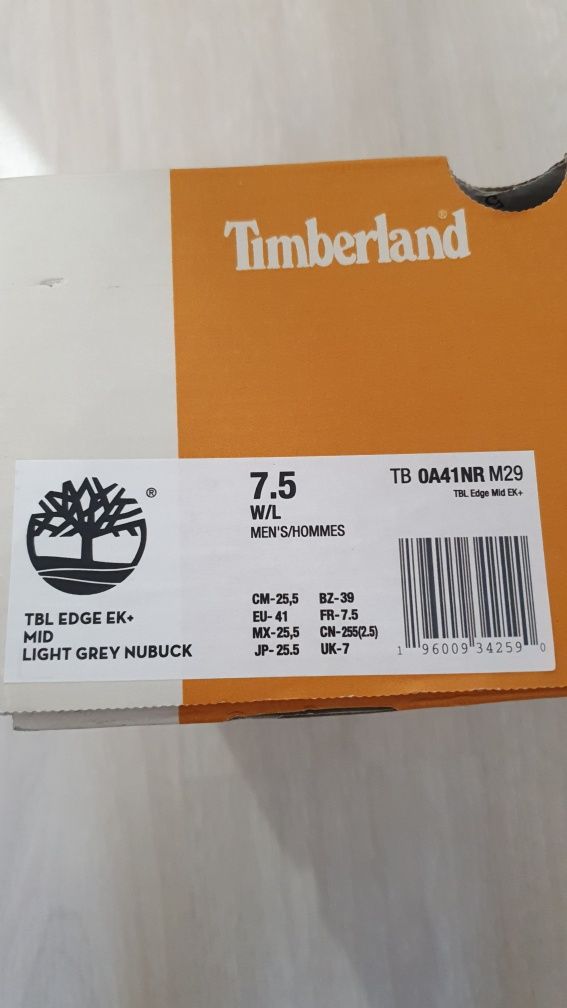 Timberland®
®
TBL EDGE EK+
MID
LIGHT GREY NUBUCK
7.5
W/L
MEN'S/HOMMES
CM-25,5 BZ-39
EU-41 FR-7.5
MX-25,5 CN-255(2.5)
JP-25.5 UK-7
TB 0A41NR M29
TBL Edge Mid EK+
1 96009 34259 0